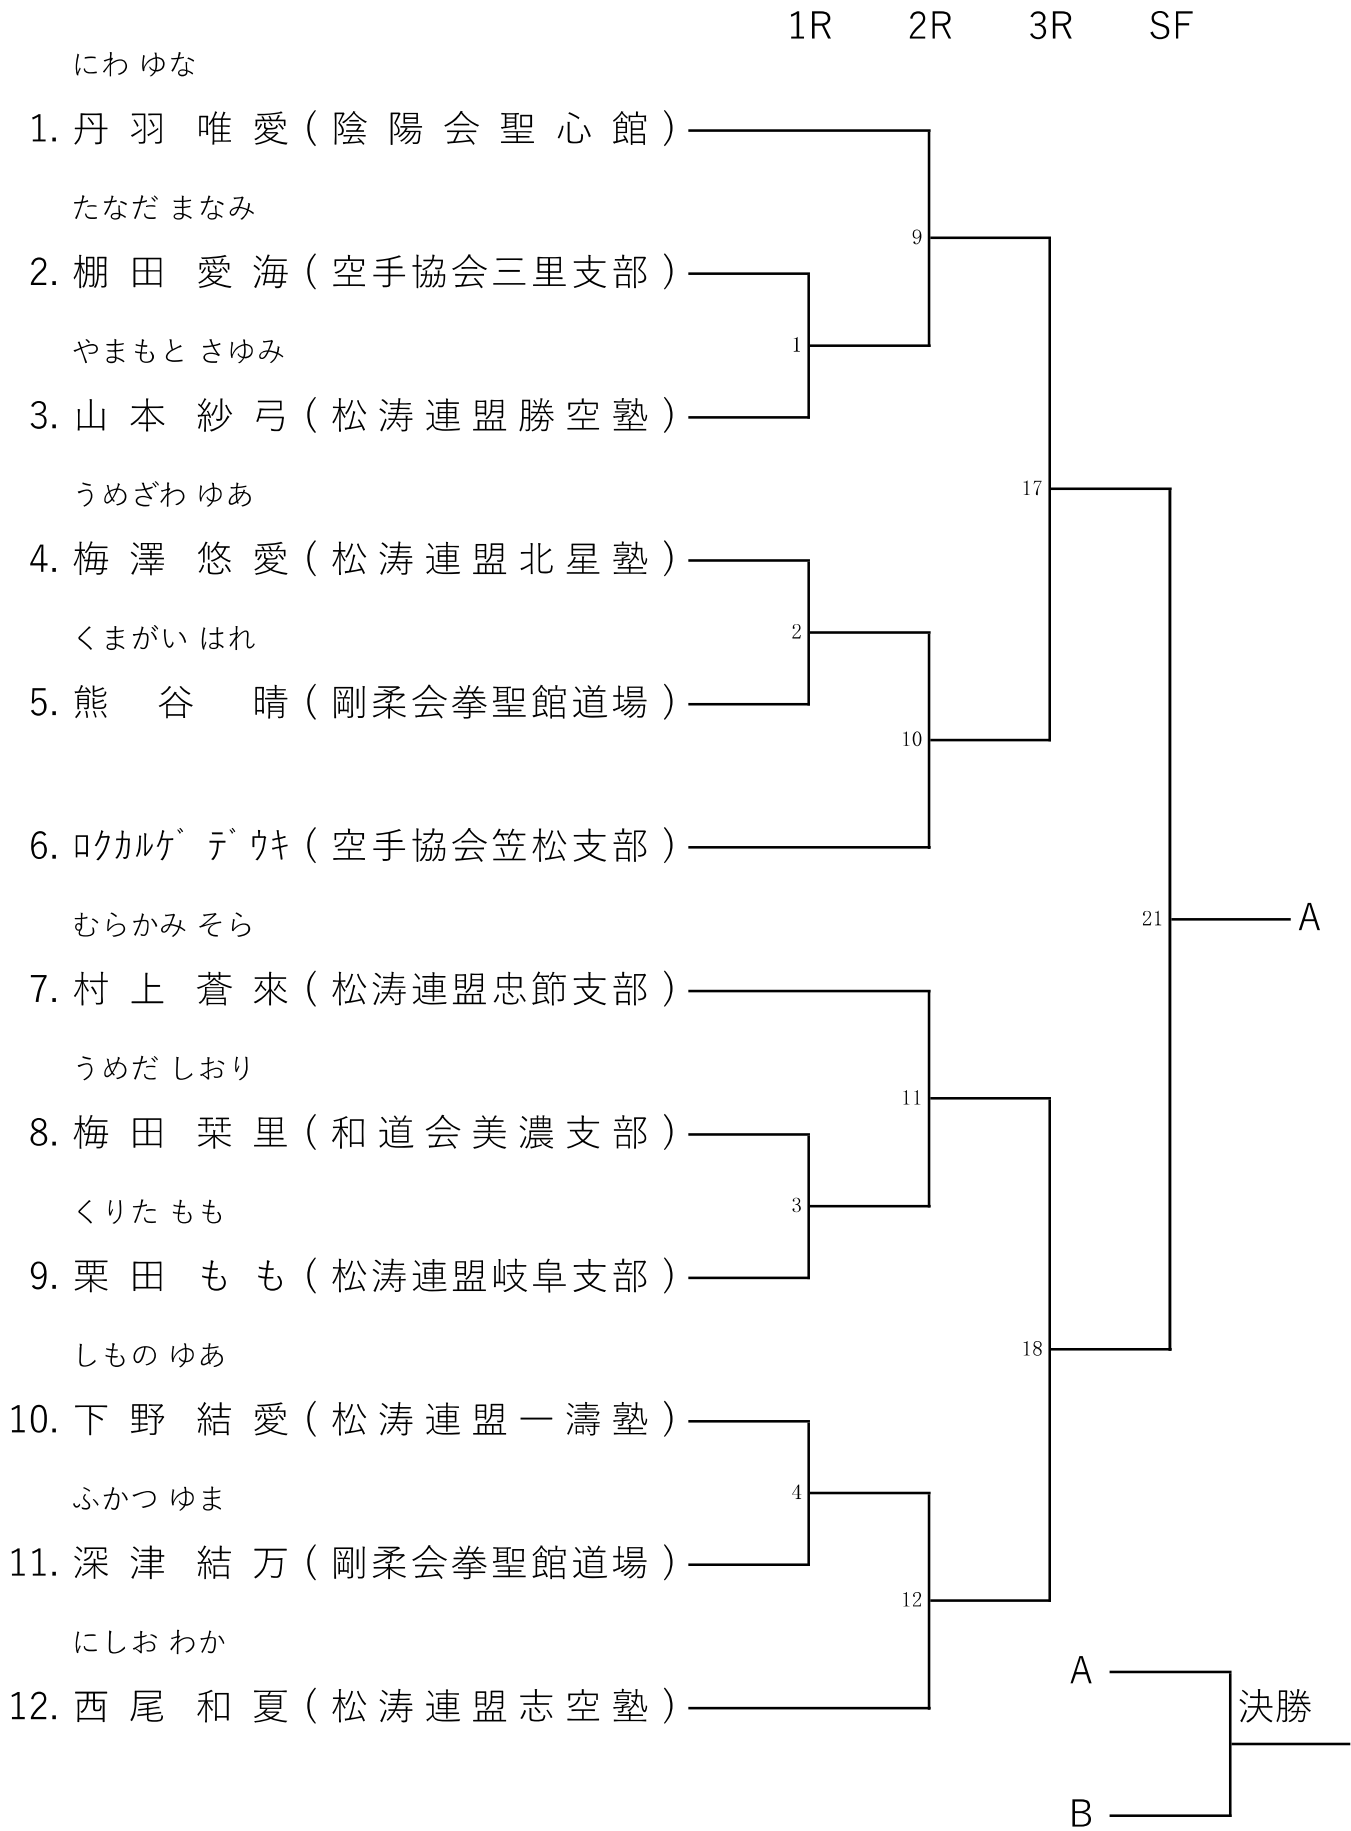 1R 2R 3R SF
にわ ゆな
1. 丹羽 唯愛 (陰陽会聖心館)
たなだ まなみ
9
2. 棚田 愛海 (空手協会三里支部)
やまもと さゆみ
1
3. 山本 紗弓 (松涛連盟勝空塾)
うめざわ ゆあ
17
4. 梅澤 悠愛 (松涛連盟北星塾)
くまがい はれ
2
5. 熊谷 晴 (剛柔会拳聖館道場)
10
6. ﾛｸｶﾙｹﾞ ﾃﾞｳｷ (空手協会笠松支部)
むらかみ そら
21 A
7. 村上 蒼來 (松涛連盟忠節支部)
うめだ しおり
11
8. 梅田 栞里 (和道会美濃支部)
くりた もも
3
9. 栗田 もも (松涛連盟岐阜支部)
しもの ゆあ
18
10. 下野 結愛 (松涛連盟一濤塾)
ふかつ ゆま
4
11. 深津 結万 (剛柔会拳聖館道場)
12
にしお わか
A
12. 西尾 和夏 (松涛連盟志空塾)
決勝
B